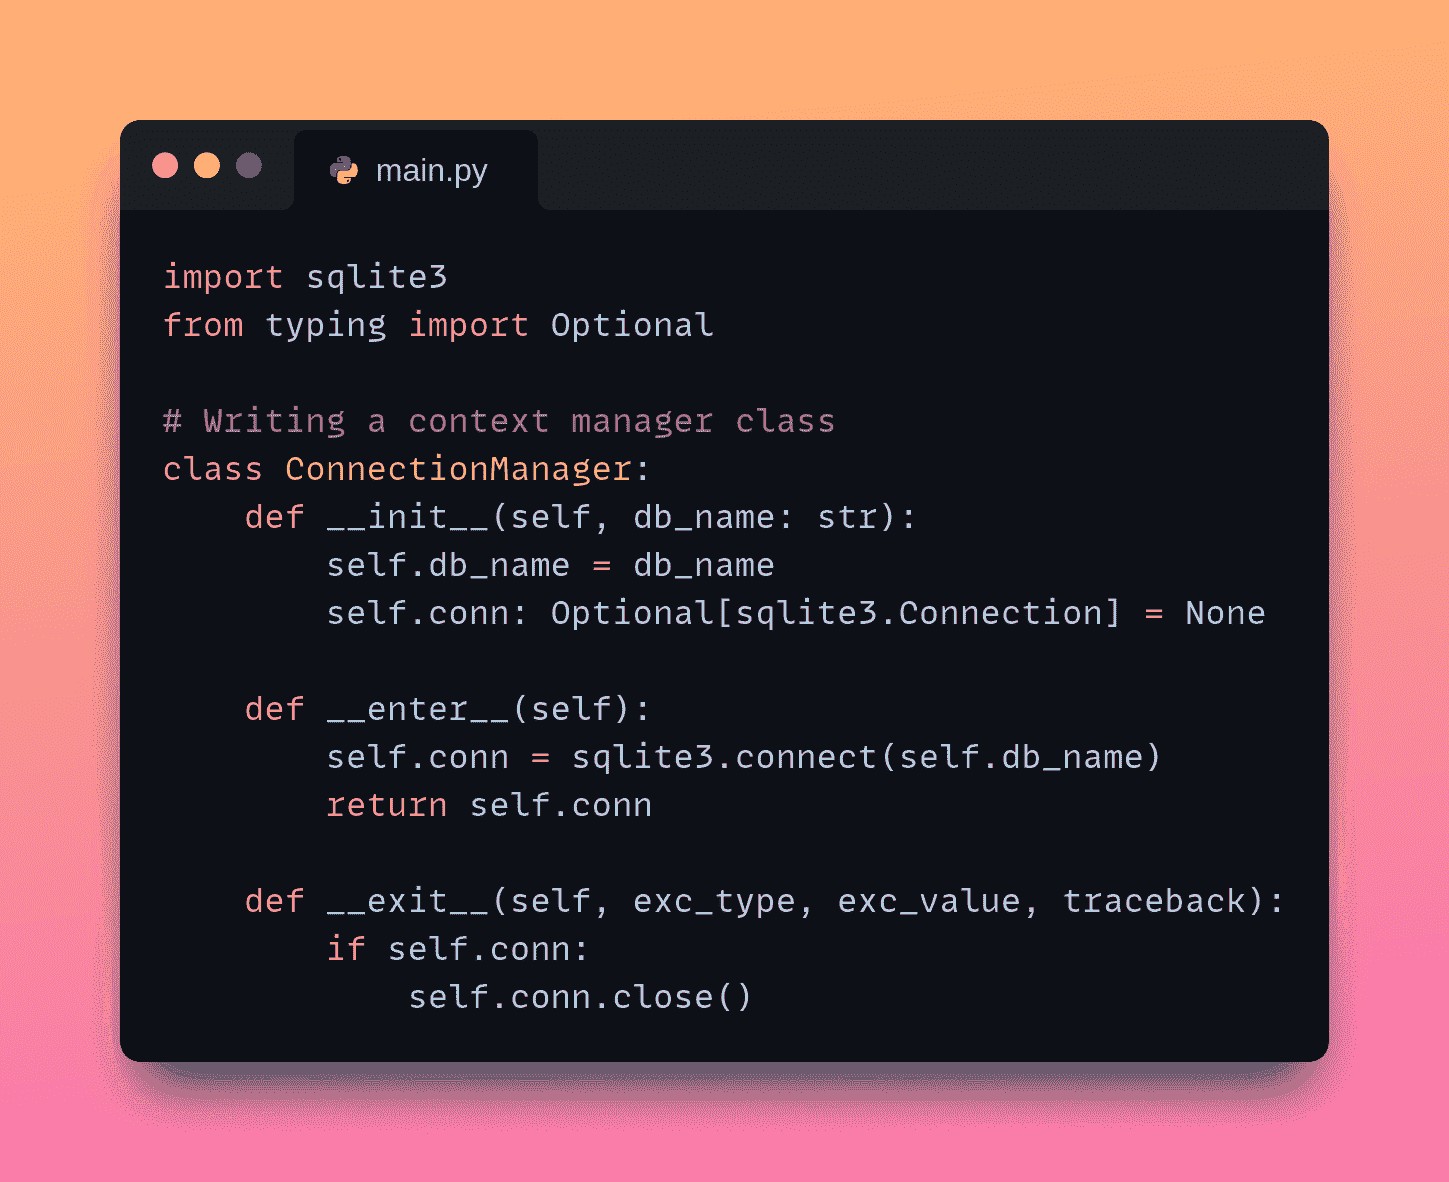 main.py
import sqlite3
from typing import Optional
# Writing a context manager class
class ConnectionManager:
    def __init__(self, db_name: str):
        self.db_name = db_name
        self.conn: Optional[sqlite3.Connection] = None
    def __enter__(self):
        self.conn = sqlite3.connect(self.db_name)
        return self.conn
    def __exit__(self, exc_type, exc_value, traceback):
        if self.conn:
            self.conn.close()